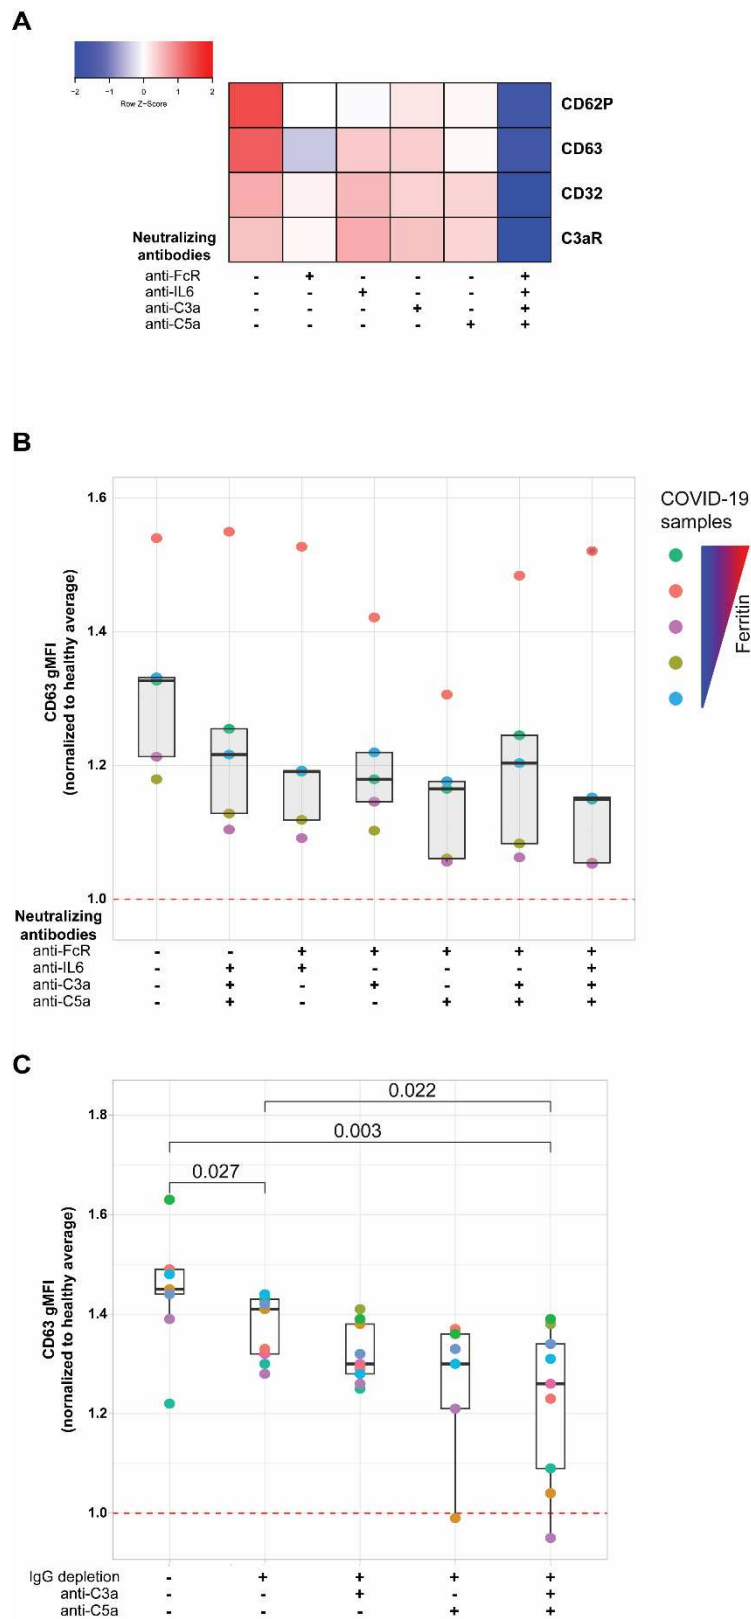 A
-2 -1 0 1 2
Row Z-Score
CD62P
CD63
CD32
C3aR
Neutralizing
antibodies
anti-FcR - + - - - +
anti-IL6 - - + - - +
anti-C3a - - - + - +
anti-C5a - - - - + +
B
1.6
1.4
1.2
1.0
CD63 gMFI
(normalized to healthy average)
COVID-19
samples
Ferritin
Neutralizing
antibodies
anti-FcR - - + + + + +
anti-IL6 - + + - - - +
anti-C3a - + - + - + +
anti-C5a - + - - + + +
C
1.8
1.6
1.4
1.2
1.0
CD63 gMFI
(normalized to healthy average)
0.022
0.003
0.027
IgG depletion - + + + +
anti-C3a - - + - +
anti-C5a - - - + +